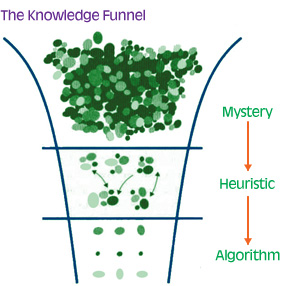 The Knowledge Funnel
Mystery
Heuristic
Algorithm